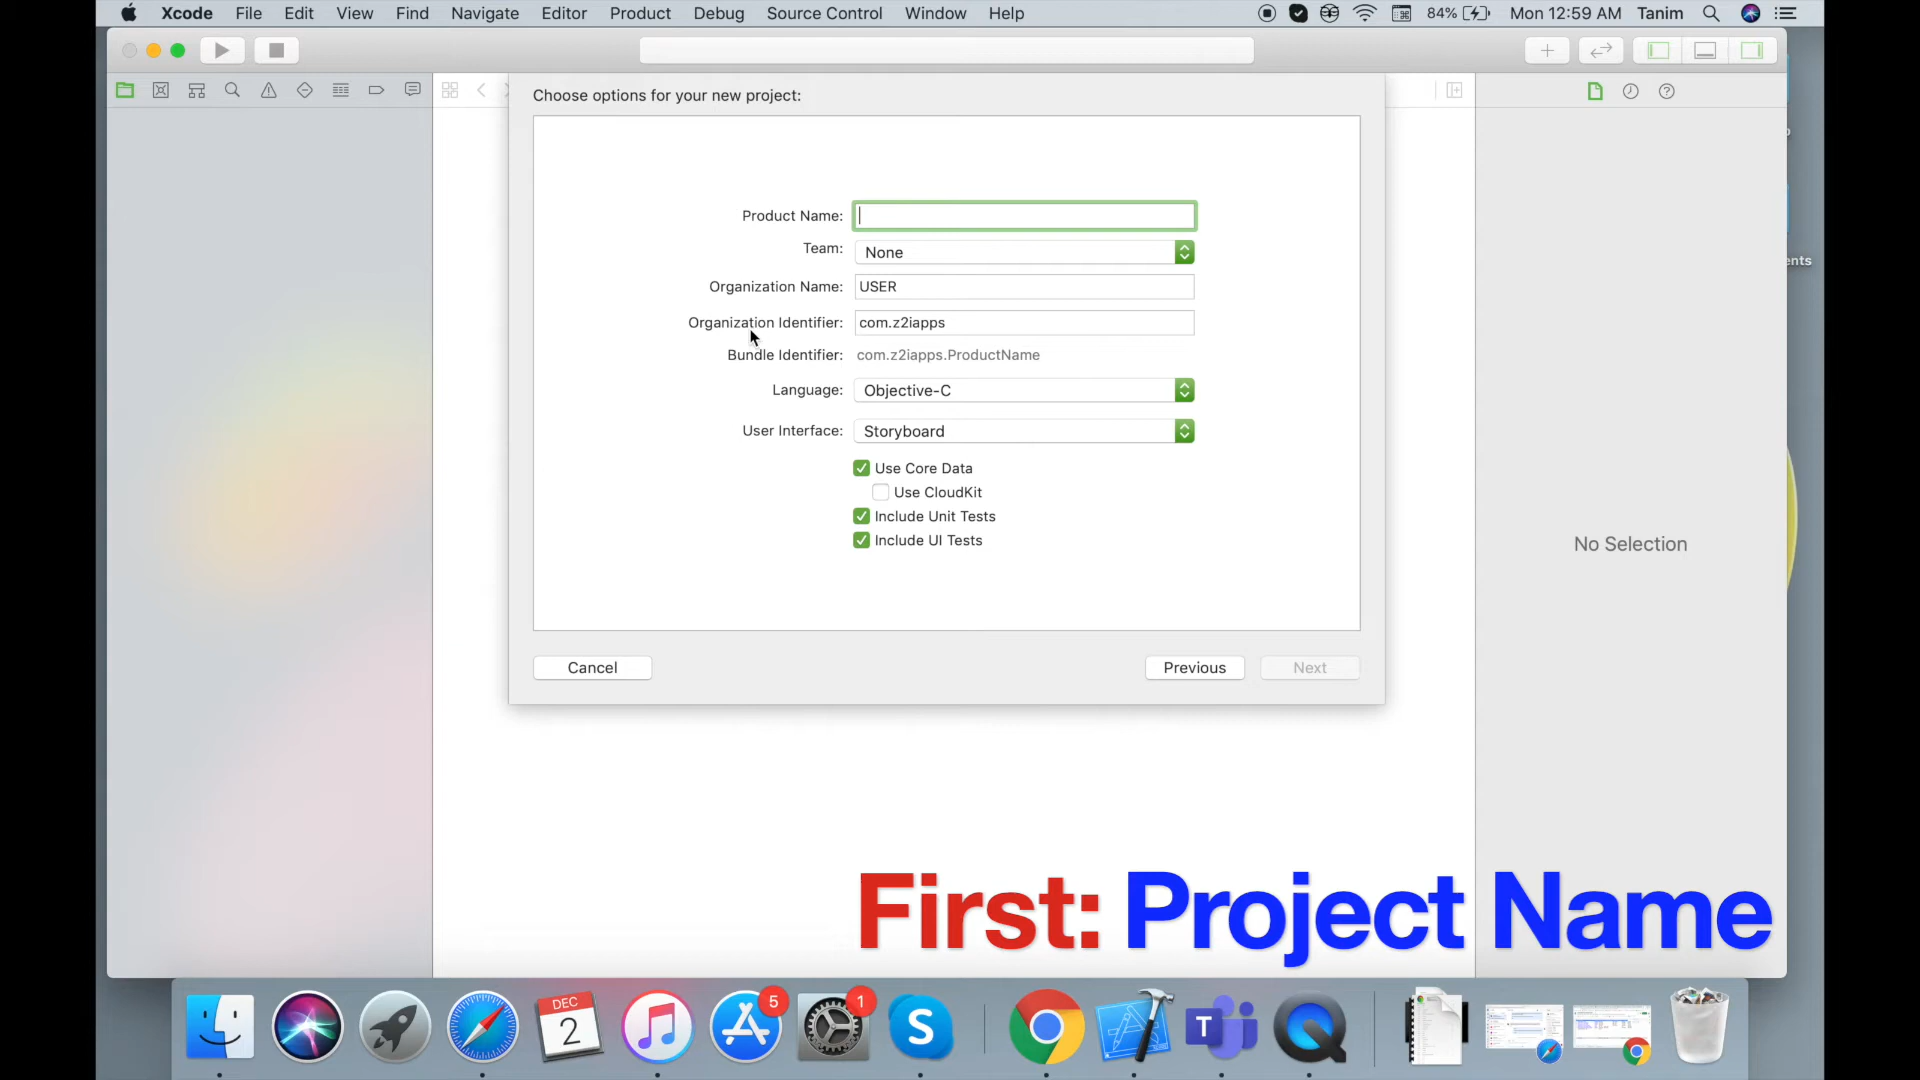 Xcode File Edit View Find Navigate Editor Product Debug Source Control Window Help 84% Mon 12:59 AM Tanim
Choose options for your new project:
Product Name:
Team: None
Organization Name: USER
Organization Identifier: com.z2iapps
Bundle Identifier: com.z2iapps.ProductName
Language: Objective-C
User Interface: Storyboard
Use Core Data
Use CloudKit
Include Unit Tests
Include UI Tests
Cancel Previous Next
No Selection
ents
First: Project Name
DEC
2
5
1
S
T